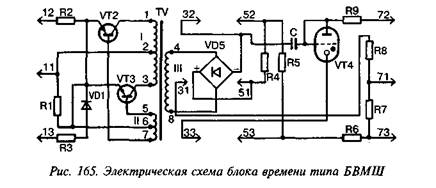 12 R2 VT2 1 TV 32 52 C R9 72
I
2 4 VD5 R8
11 VT3 III VT4
3 31 51 R4 R5 71
R1 VD1 5
II 6 R7
13 R3 7 8 33 53 R6 73
Рис. 165. Электрическая схема блока времени типа БВМШ